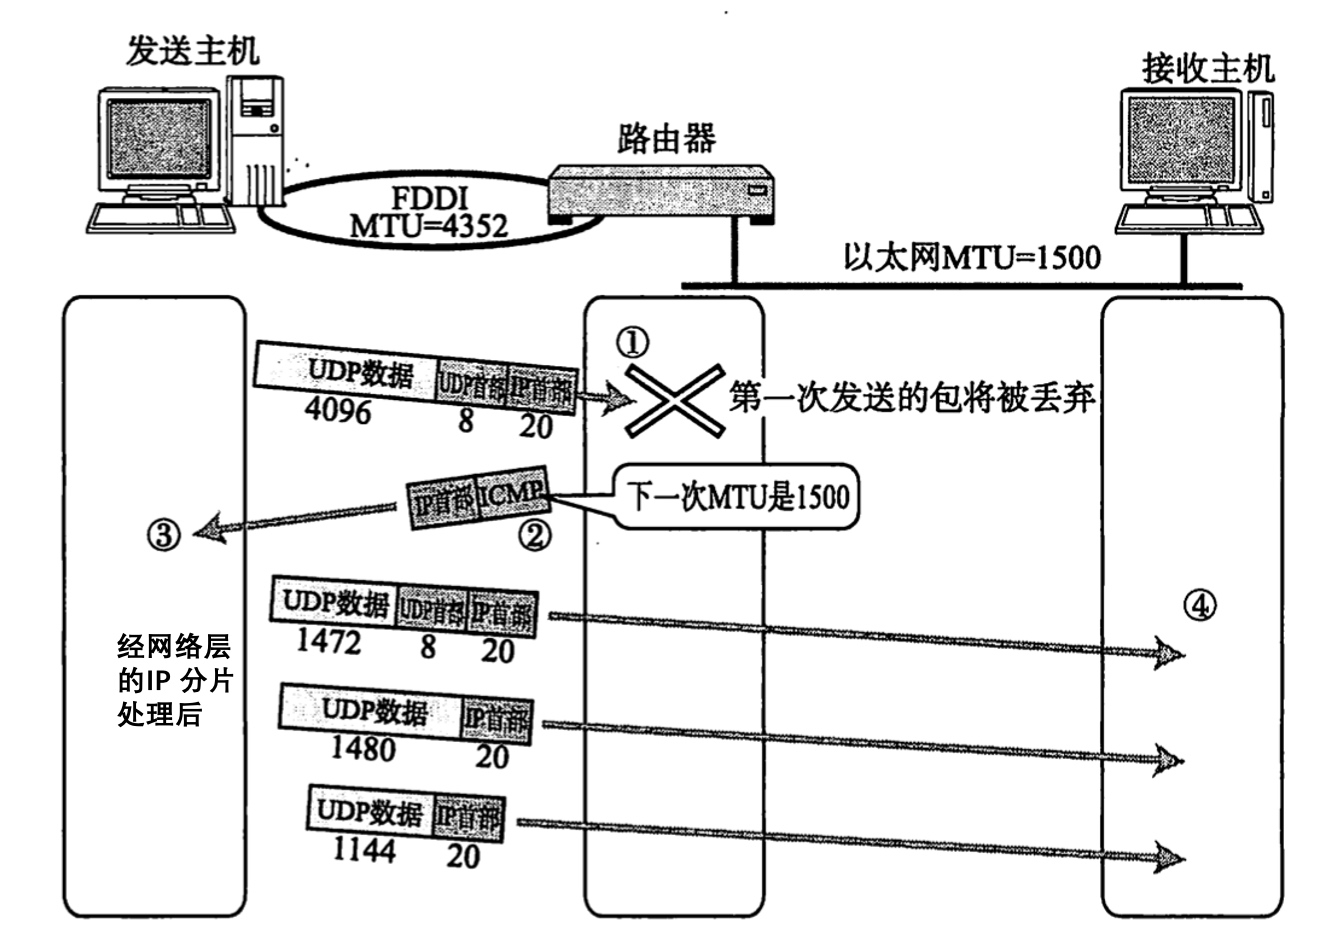 发送主机
接收主机
路由器
FDDI
MTU=4352
以太网MTU=1500
①
UDP数据 UDP首部 IP首部
4096 8 20
第一次发送的包将被丢弃
IP首部 ICMP
下一次MTU是1500
②
③
④
UDP数据 UDP首部 IP首部
1472 8 20
经网络层
的IP 分片
处理后
UDP数据 IP首部
1480 20
UDP数据 IP首部
1144 20